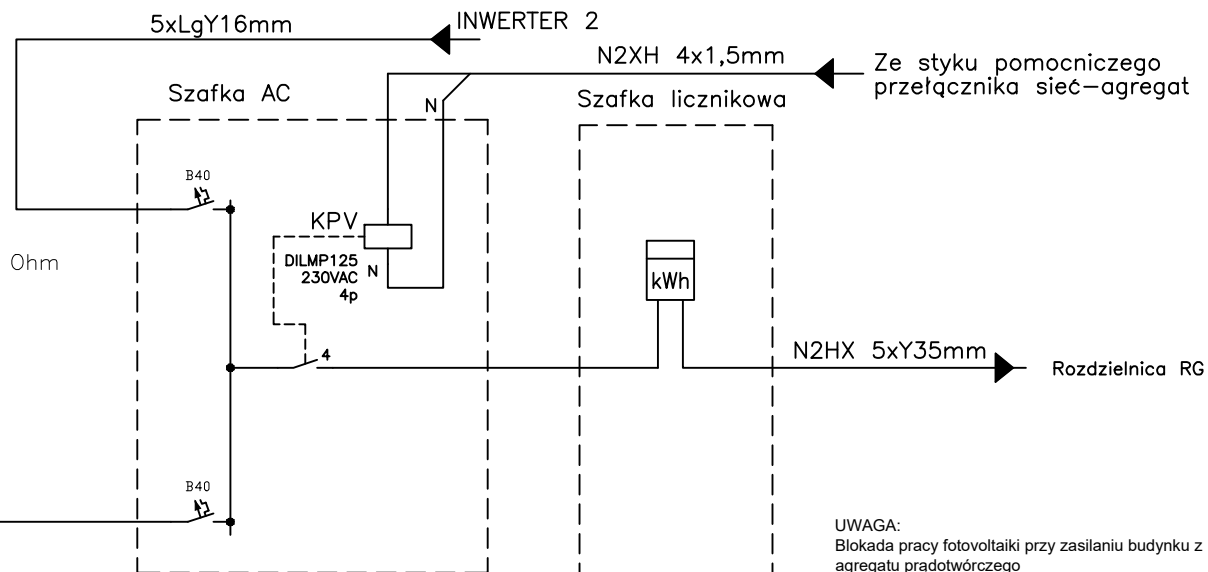 5xLgY16mm
INWERTER 2
N2XH 4x1,5mm
Ze styku pomocniczego
przełącznika sieć-agregat
Szafka AC
N
Szafka licznikowa
B40
KPV
Ohm
DILMP125
230VAC
4p
N
kWh
4
N2HX 5xY35mm
Rozdzielnica RG
B40
UWAGA:
Blokada pracy fotovoltaiki przy zasilaniu budynku z
agregatu pradotwórczego